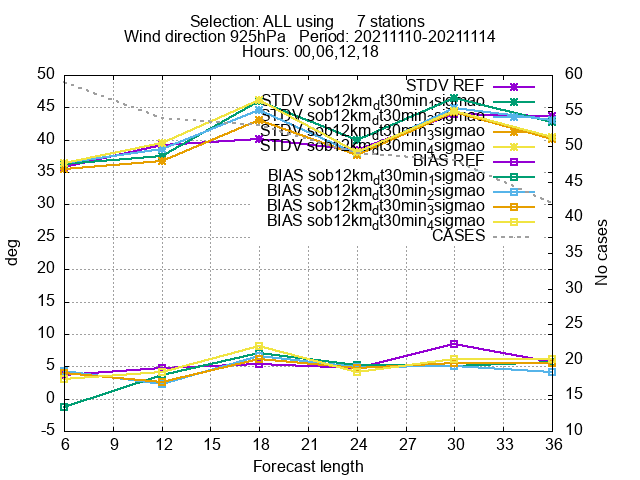 Selection: ALL using 7 stations
Wind direction 925hPa Period: 20211110-20211114
Hours: 00,06,12,18
50
45
40
35
30
25
20
15
10
5
0
-5
deg
60
55
50
45
40
35
30
25
20
15
10
No cases
STDV REF
STDV sob12km_dt30min_1sigmao
STDV sob12km_dt30min_2sigmao
STDV sob12km_dt30min_3sigmao
STDV sob12km_dt30min_4sigmao
BIAS REF
BIAS sob12km_dt30min_1sigmao
BIAS sob12km_dt30min_2sigmao
BIAS sob12km_dt30min_3sigmao
BIAS sob12km_dt30min_4sigmao
CASES
6 9 12 15 18 21 24 27 30 33 36
Forecast length